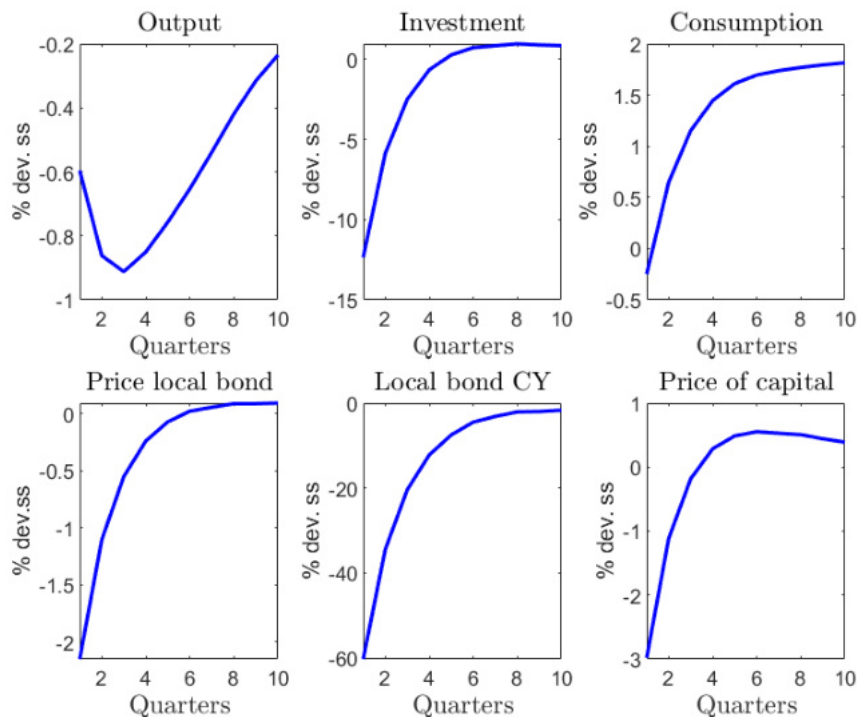 Output
Investment
Consumption
% dev. ss
-0.2
-0.4
-0.6
-0.8
-1
2 4 6 8 10
Quarters
% dev. ss
0
-5
-10
-15
2 4 6 8 10
Quarters
% dev. ss
2
1.5
1
0.5
0
-0.5
2 4 6 8 10
Quarters
Price local bond
Local bond CY
Price of capital
% dev.ss
0
-0.5
-1
-1.5
-2
2 4 6 8 10
Quarters
% dev. ss
0
-20
-40
-60
2 4 6 8 10
Quarters
% dev. ss
1
0
-1
-2
-3
2 4 6 8 10
Quarters